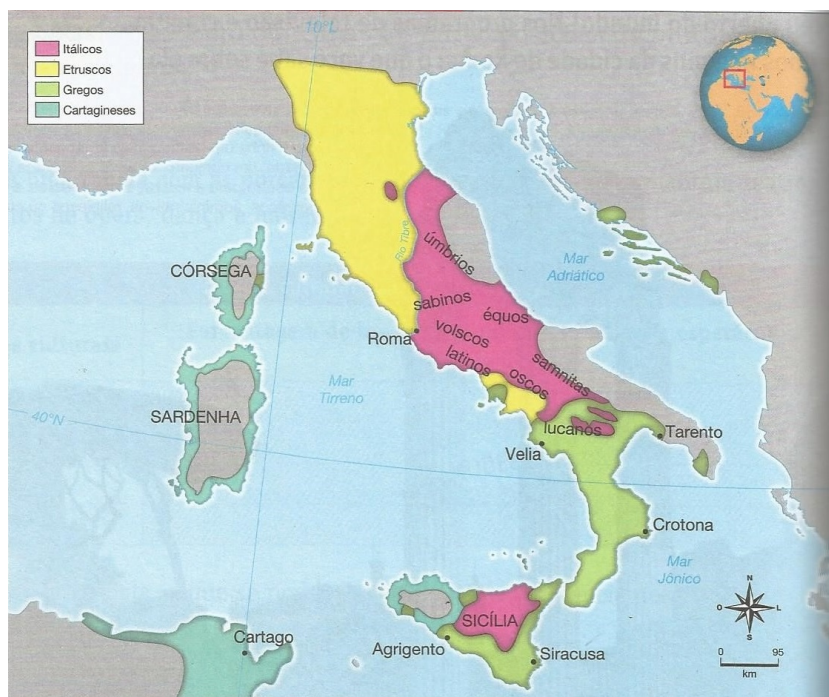 Itálicos
Etruscos
Gregos
Cartagineses
10°L
Rio Tibre
úmbrios
CÓRSEGA
Mar
Adriático
sabinos
équos
Roma
volscos
latinos
oscos
samnitas
Mar
Tirreno
40°N
SARDENHA
lucanos
Tarento
Velia
Crotona
Mar
Jônico
SICÍLIA
N
O
L
S
Cartago
Agrigento
Siracusa
0
95
km